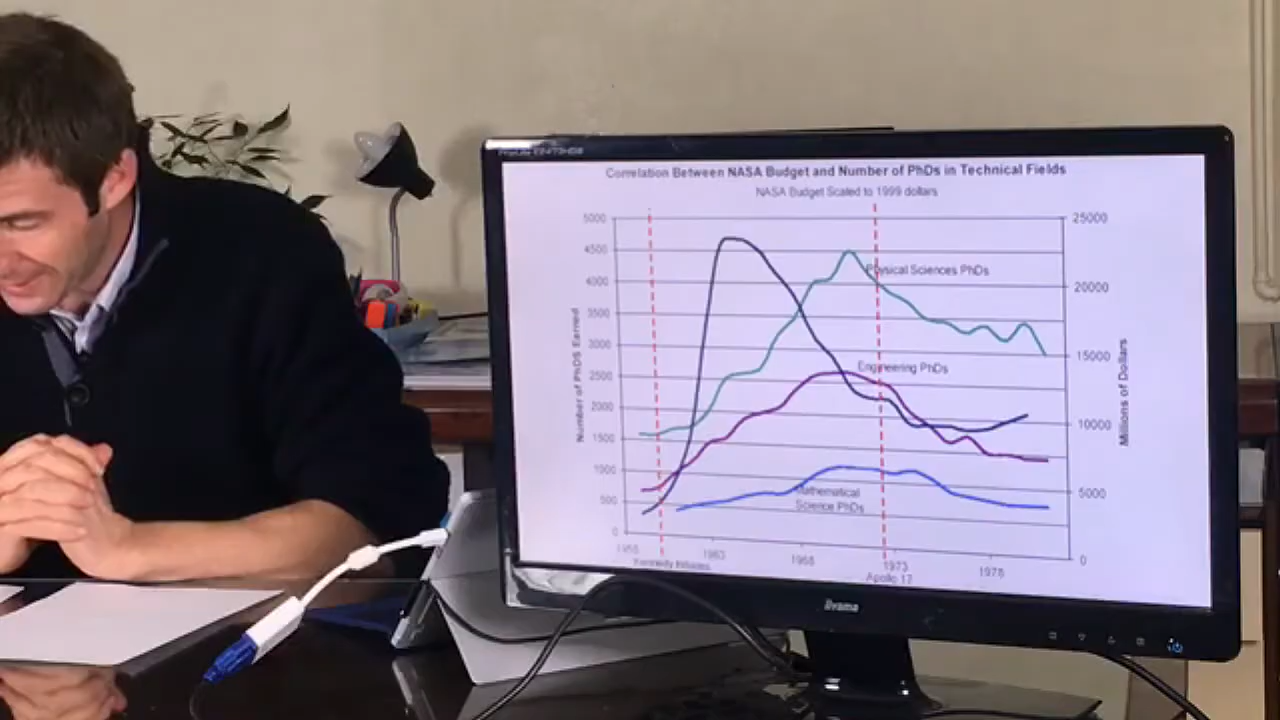 Correlation Between NASA Budget and Number of PhDs in Technical Fields
NASA Budget Scaled to 1999 dollars
5000
4500
4000
3500
3000
2500
2000
1500
1000
500
0
Number of PhDS Earned
25000
20000
15000
10000
5000
0
Millions of Dollars
Physical Sciences PhDs
Engineering PhDs
Mathematical
Science PhDs
1963
1968
1973
1978
Kennedy
Apollo 17
iiyama